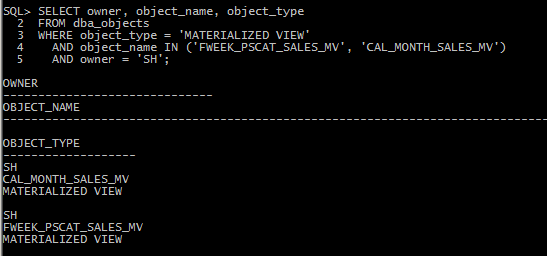 SQL> SELECT owner, object_name, object_type
  2  FROM dba_objects
  3  WHERE object_type = 'MATERIALIZED VIEW'
  4    AND object_name IN ('FWEEK_PSCAT_SALES_MV', 'CAL_MONTH_SALES_MV')
  5    AND owner = 'SH';
OWNER
------------------------------
OBJECT_NAME
--------------------------------------------------------------------------------
OBJECT_TYPE
-------------------
SH
CAL_MONTH_SALES_MV
MATERIALIZED VIEW
SH
FWEEK_PSCAT_SALES_MV
MATERIALIZED VIEW